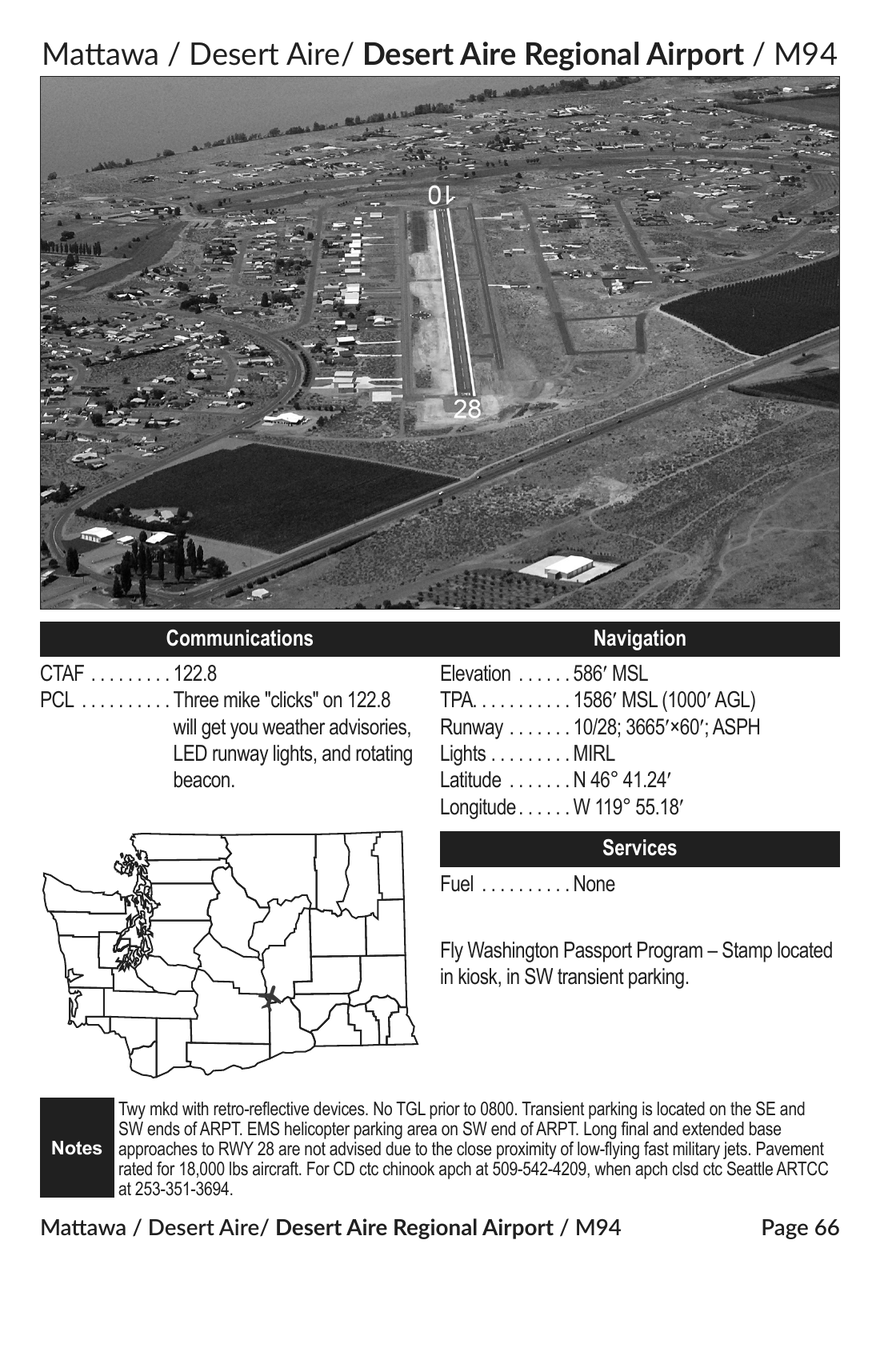 Mattawa / Desert Aire/ Desert Aire Regional Airport / M94
10
28
Communications
CTAF . . . . . . . . . 122.8
PCL . . . . . . . . . . Three mike "clicks" on 122.8
will get you weather advisories,
LED runway lights, and rotating
beacon.
Navigation
Elevation . . . . . . 586′ MSL
TPA. . . . . . . . . . . 1586′ MSL (1000′ AGL)
Runway . . . . . . . 10/28; 3665′×60′; ASPH
Lights . . . . . . . . . MIRL
Latitude . . . . . . . N 46° 41.24′
Longitude . . . . . . W 119° 55.18′
Services
Fuel . . . . . . . . . . None
Fly Washington Passport Program – Stamp located
in kiosk, in SW transient parking.
Notes
Twy mkd with retro-reflective devices. No TGL prior to 0800. Transient parking is located on the SE and
SW ends of ARPT. EMS helicopter parking area on SW end of ARPT. Long final and extended base
approaches to RWY 28 are not advised due to the close proximity of low-flying fast military jets. Pavement
rated for 18,000 lbs aircraft. For CD ctc chinook apch at 509-542-4209, when apch clsd ctc Seattle ARTCC
at 253-351-3694.
Mattawa / Desert Aire/ Desert Aire Regional Airport / M94
Page 66